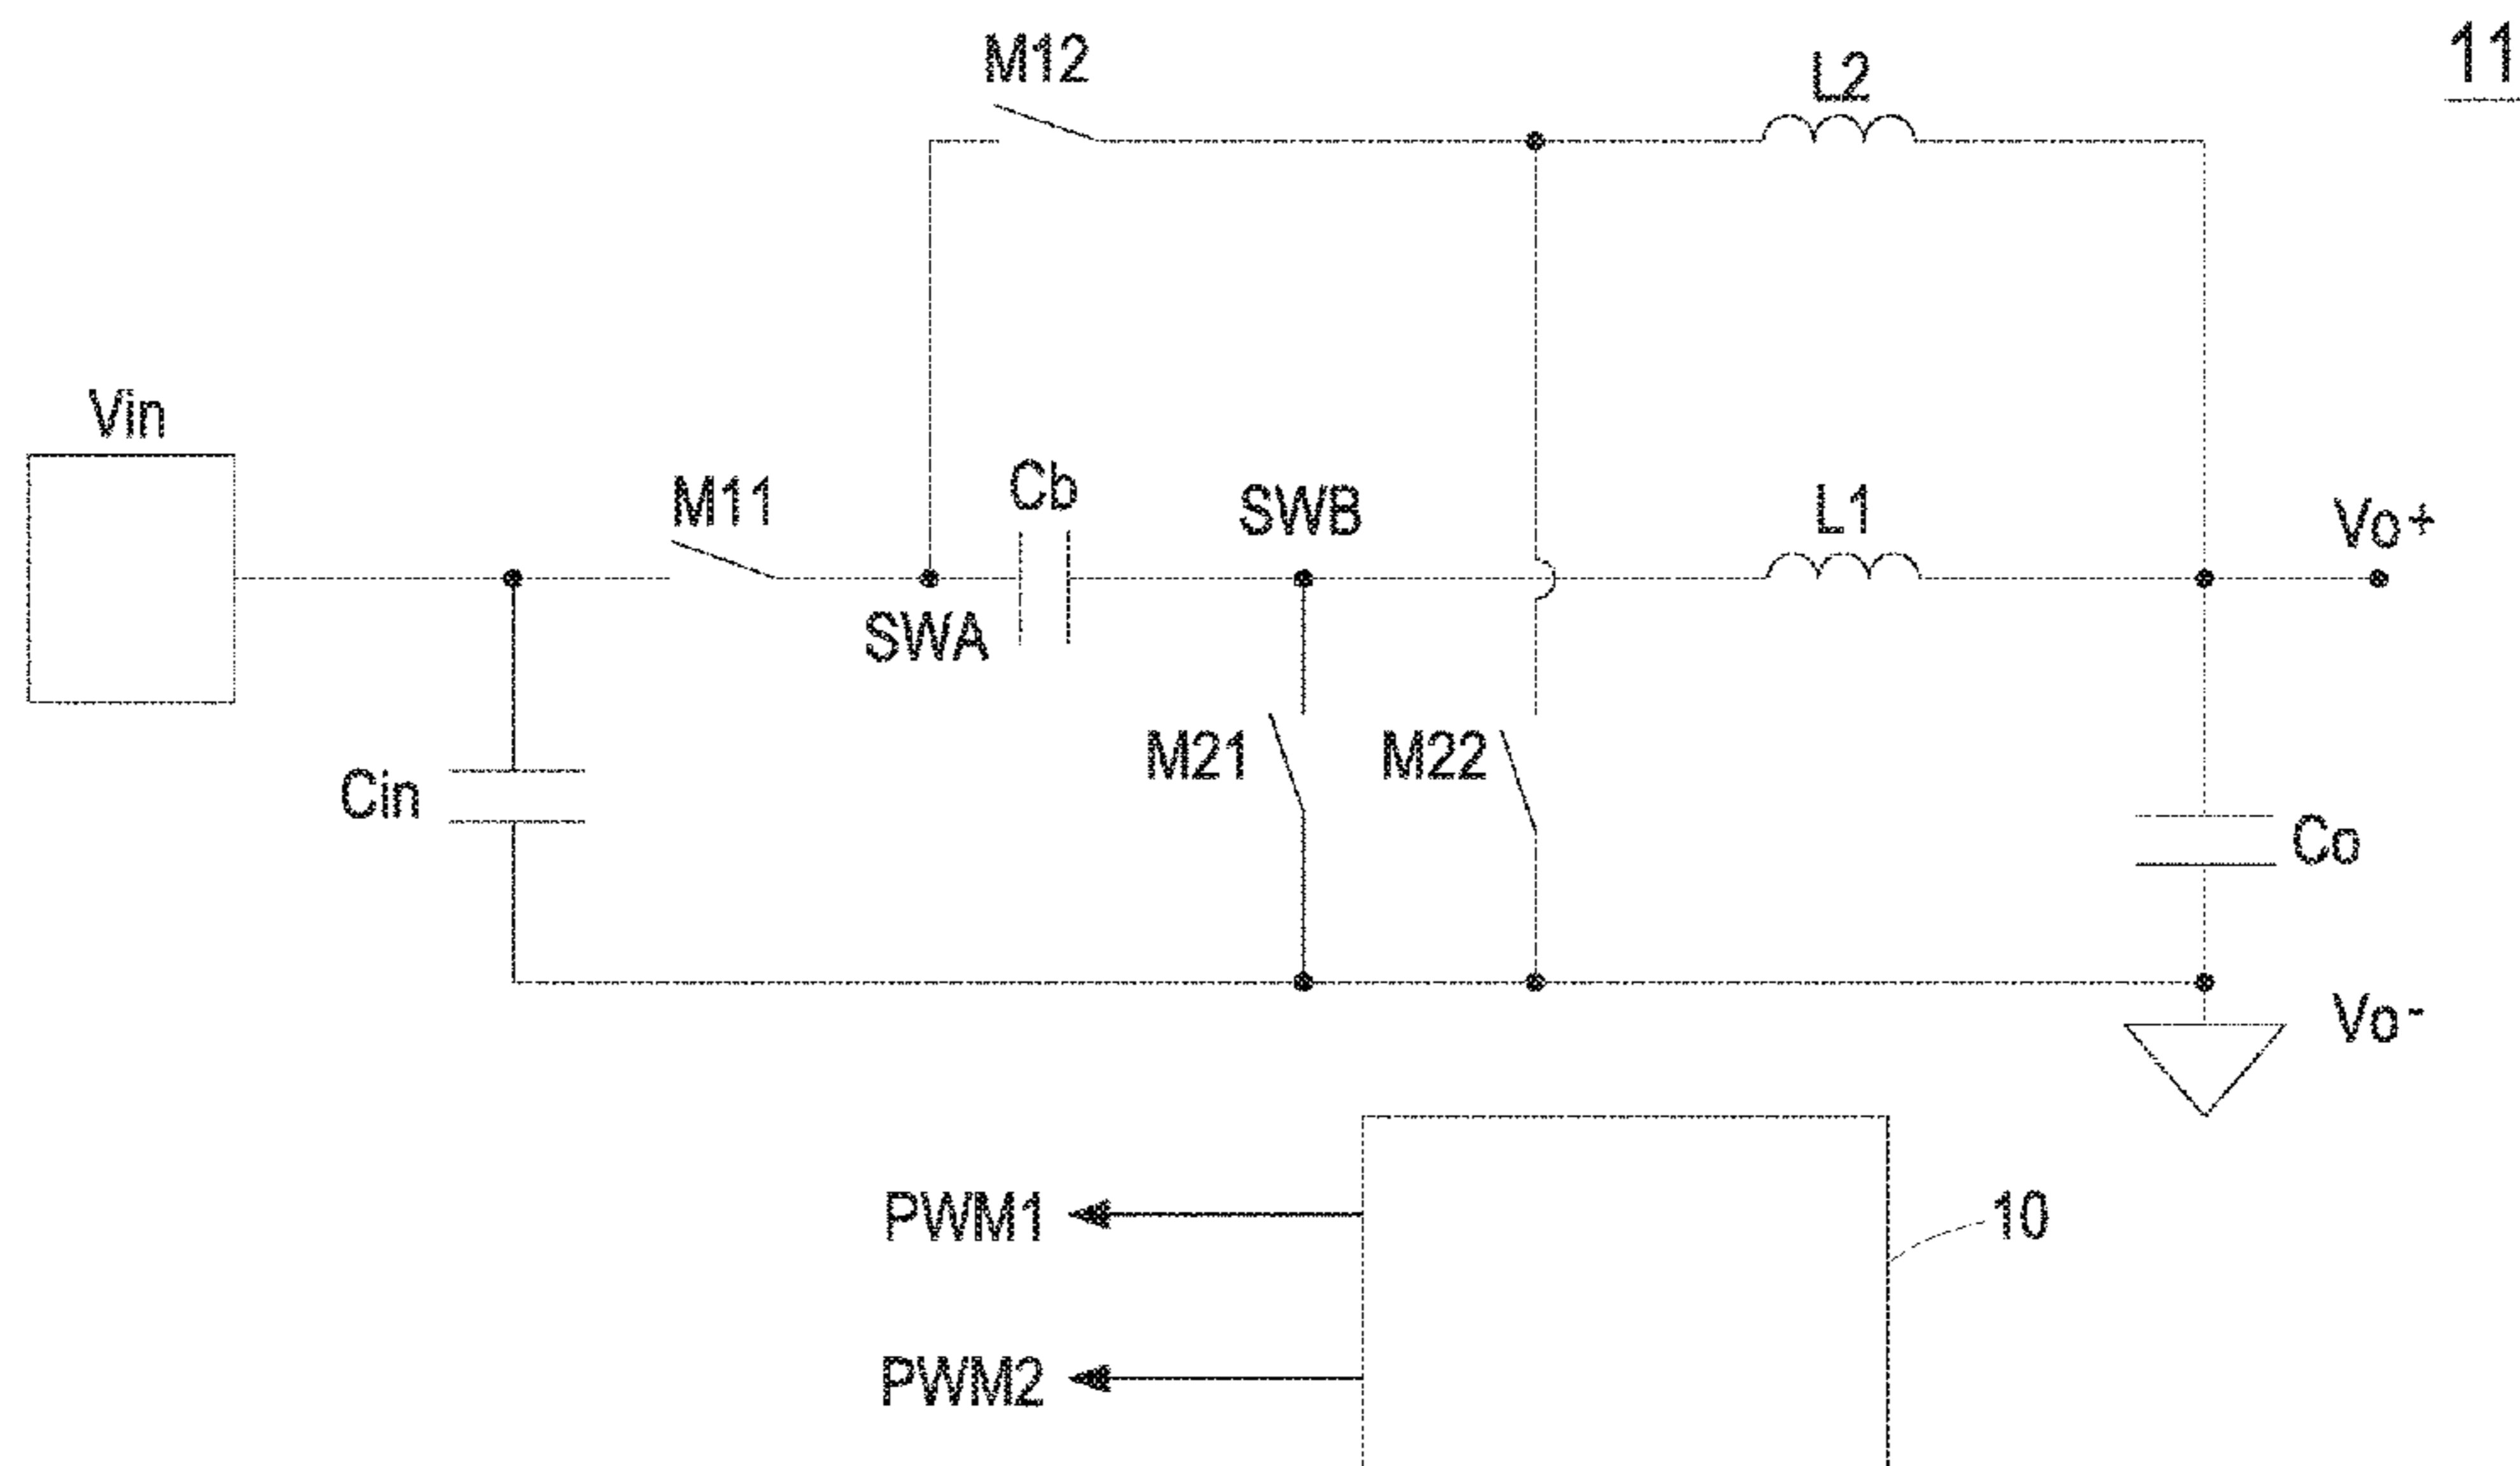 11
M12
L2
Vin
M11
Cb
SWB
L1
Vo+
SWA
M21
M22
Cin
Co
Vo-
PWM1
10
PWM2